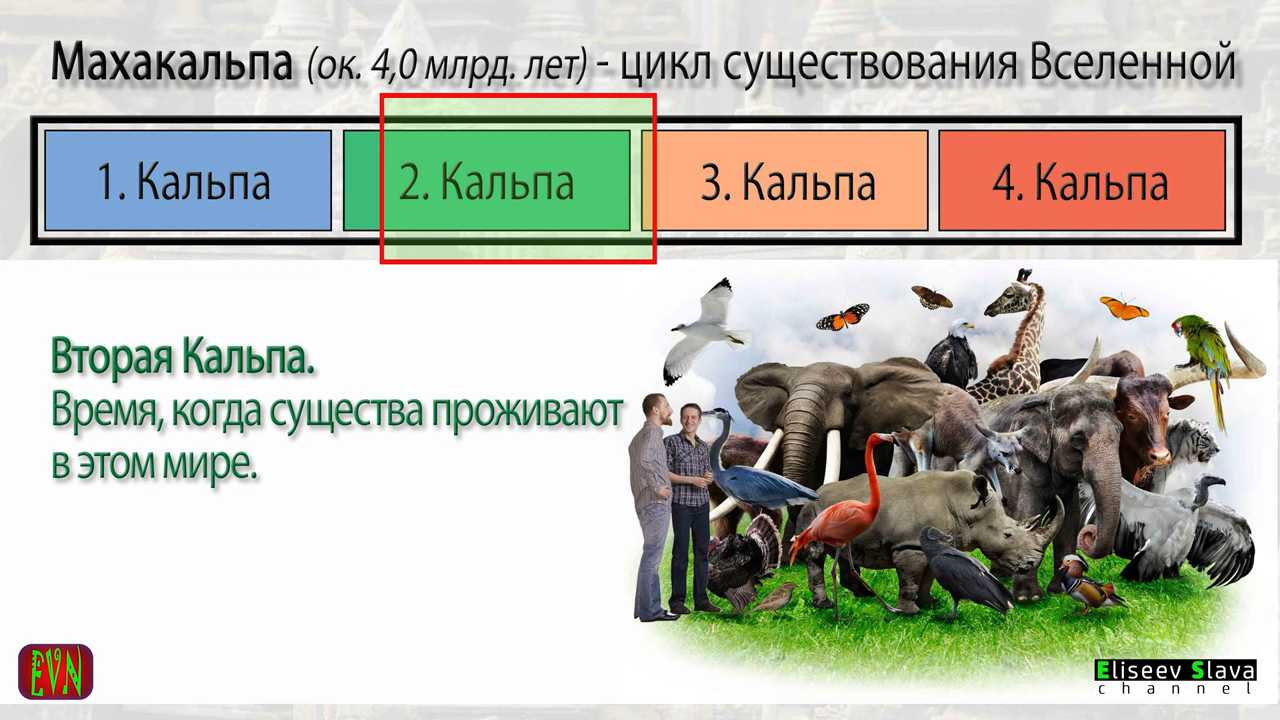 Махакальпа (ок. 4,0 млрд. лет) - цикл существования Вселенной
1. Кальпа
2. Кальпа
3. Кальпа
4. Кальпа
Вторая Кальпа.
Время, когда существа проживают
в этом мире.
EVN
Eliseev Slava
channel